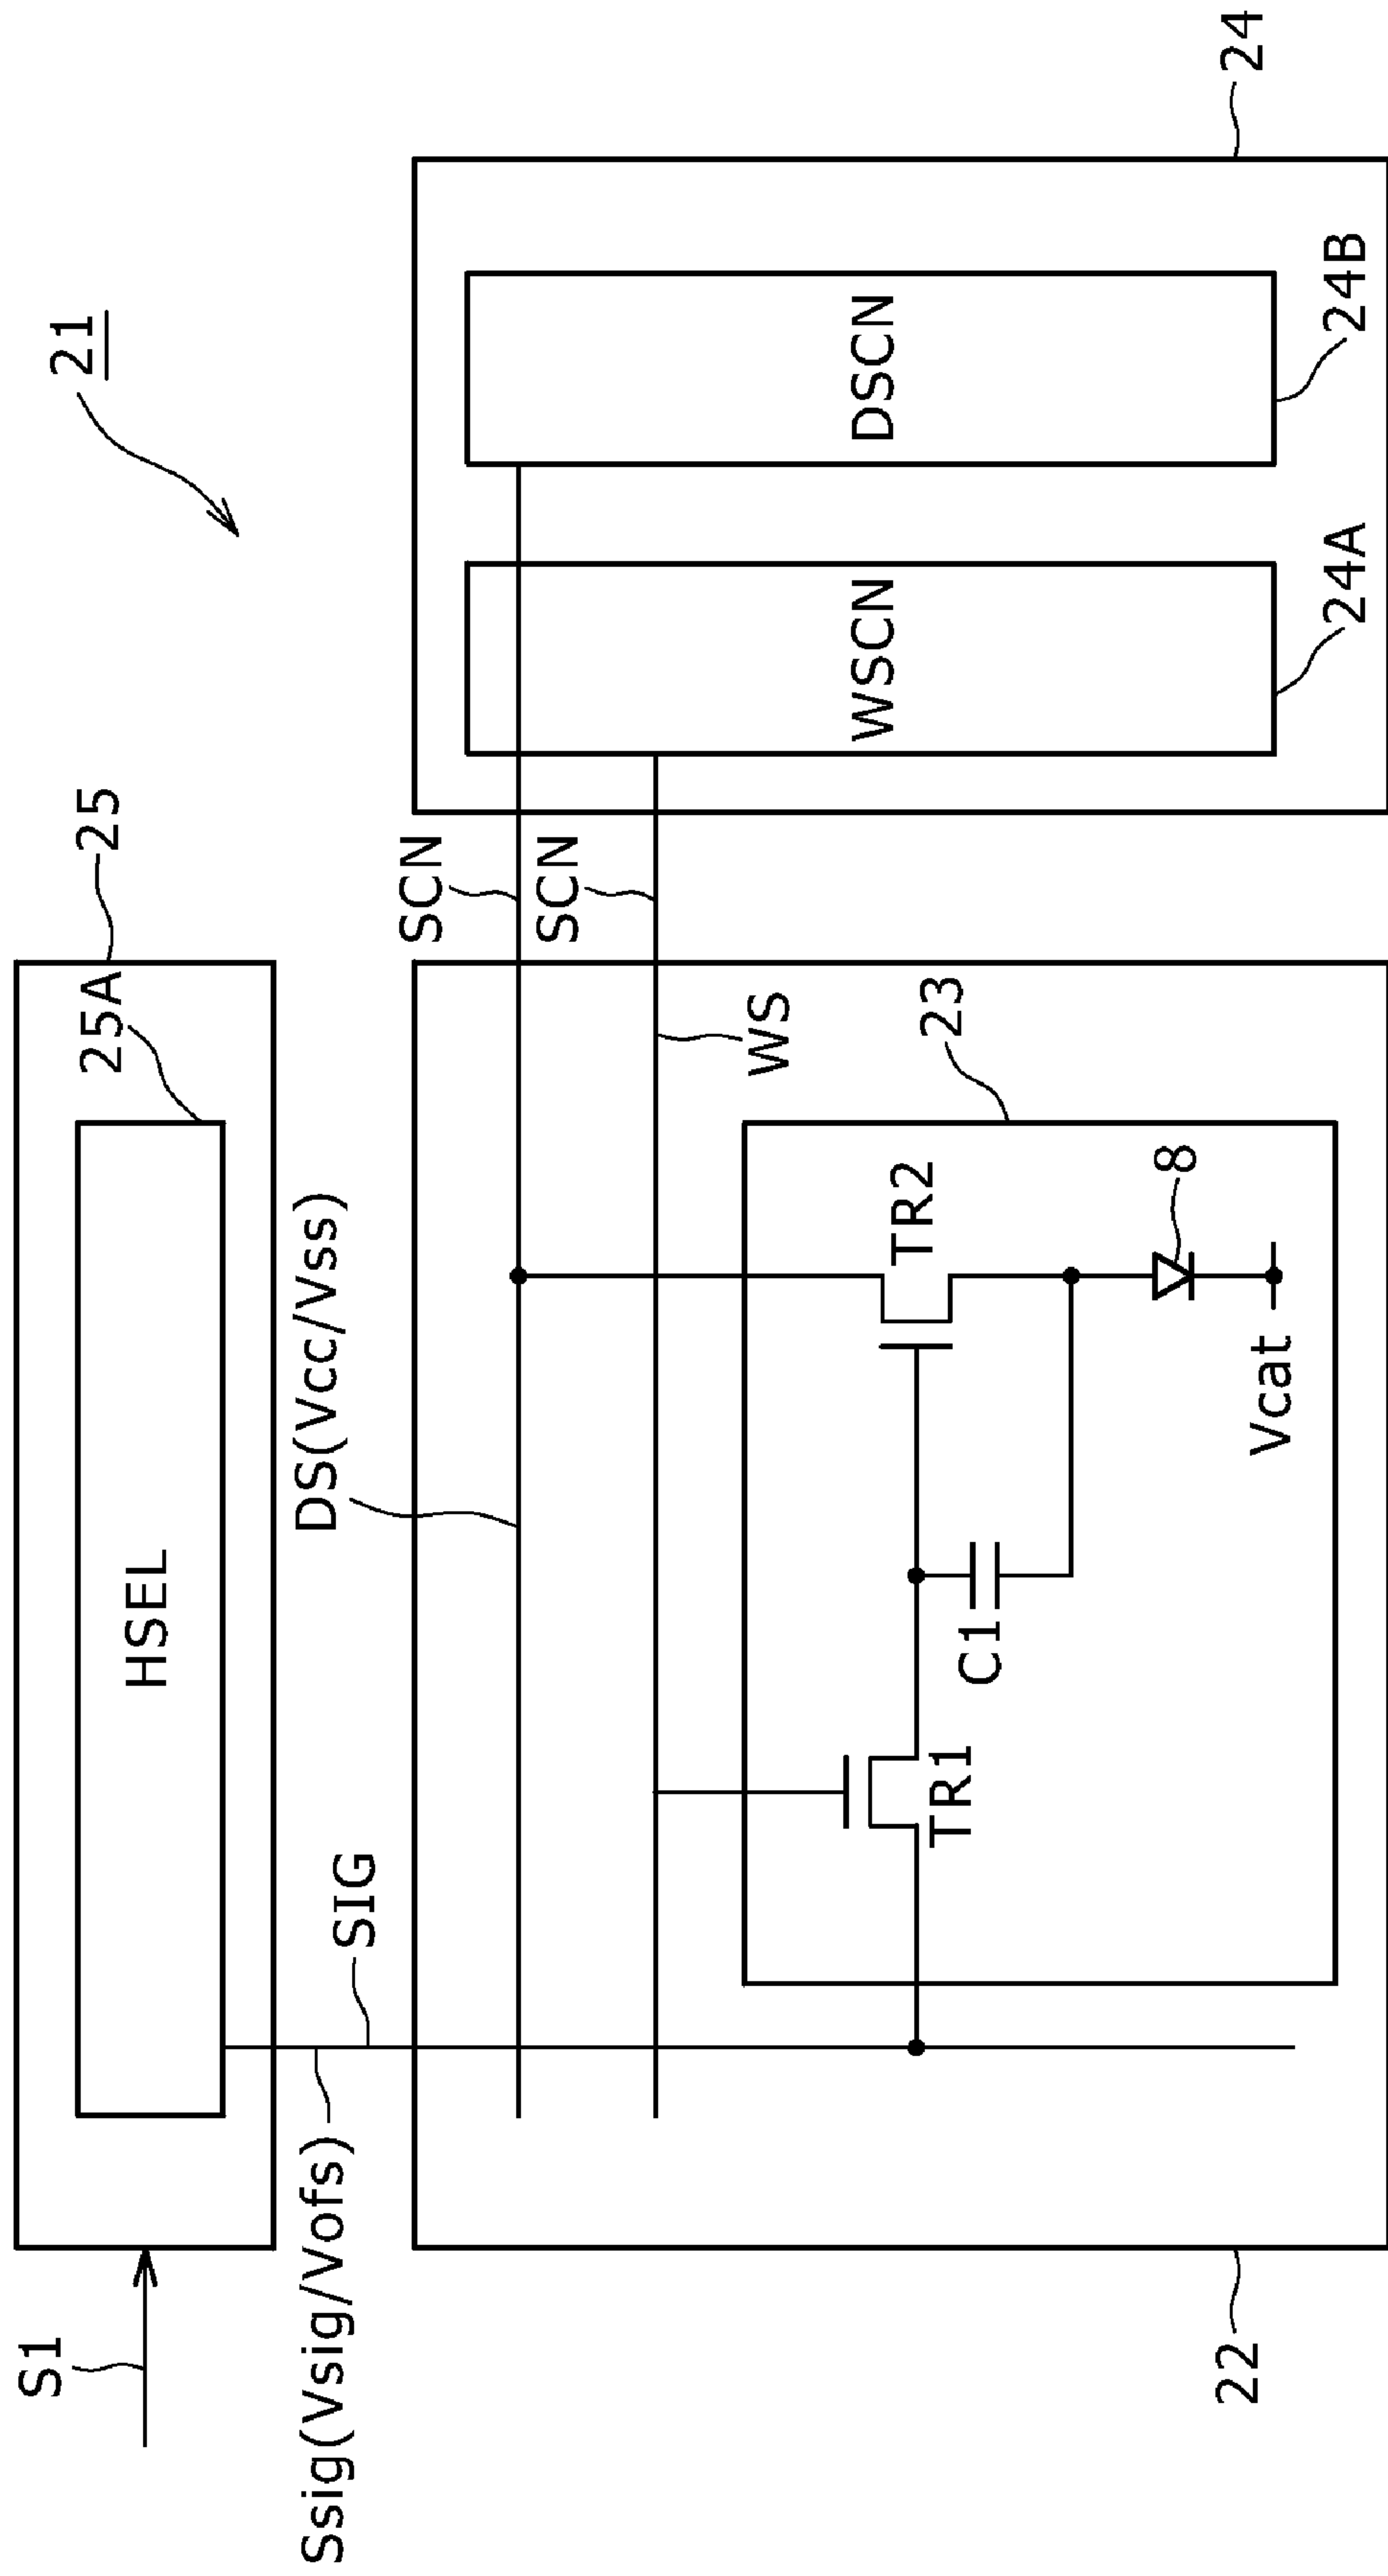 21
S1
25
25A
HSEL
Ssig(Vsig/Vofs)
SIG
DS(Vcc/Vss)
SCN
SCN
WS
24
WSCN
DSCN
24A
24B
23
TR1
C1
TR2
8
Vcat
22